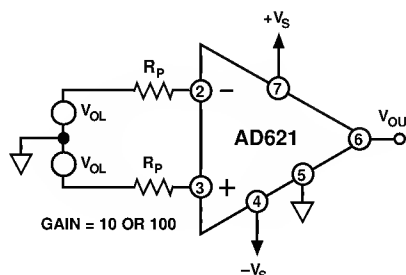 +VS
RP
2
−
7
VOL
AD621
6
VOU
VOL
RP
5
3
+
4
GAIN = 10 OR 100
−VS